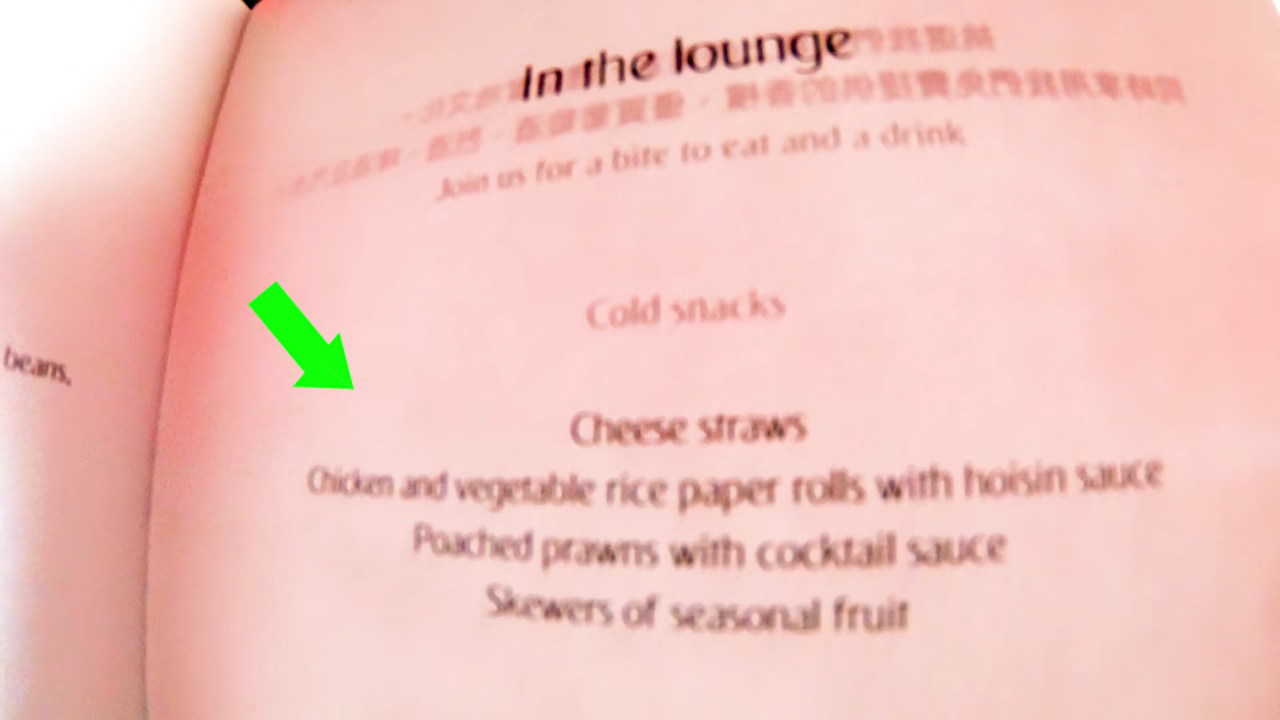 beans,
In the lounge
Join us for a bite to eat and a drink
Cold snacks
Cheese straws
Chicken and vegetable rice paper rolls with hoisin sauce
Poached prawns with cocktail sauce
Skewers of seasonal fruit